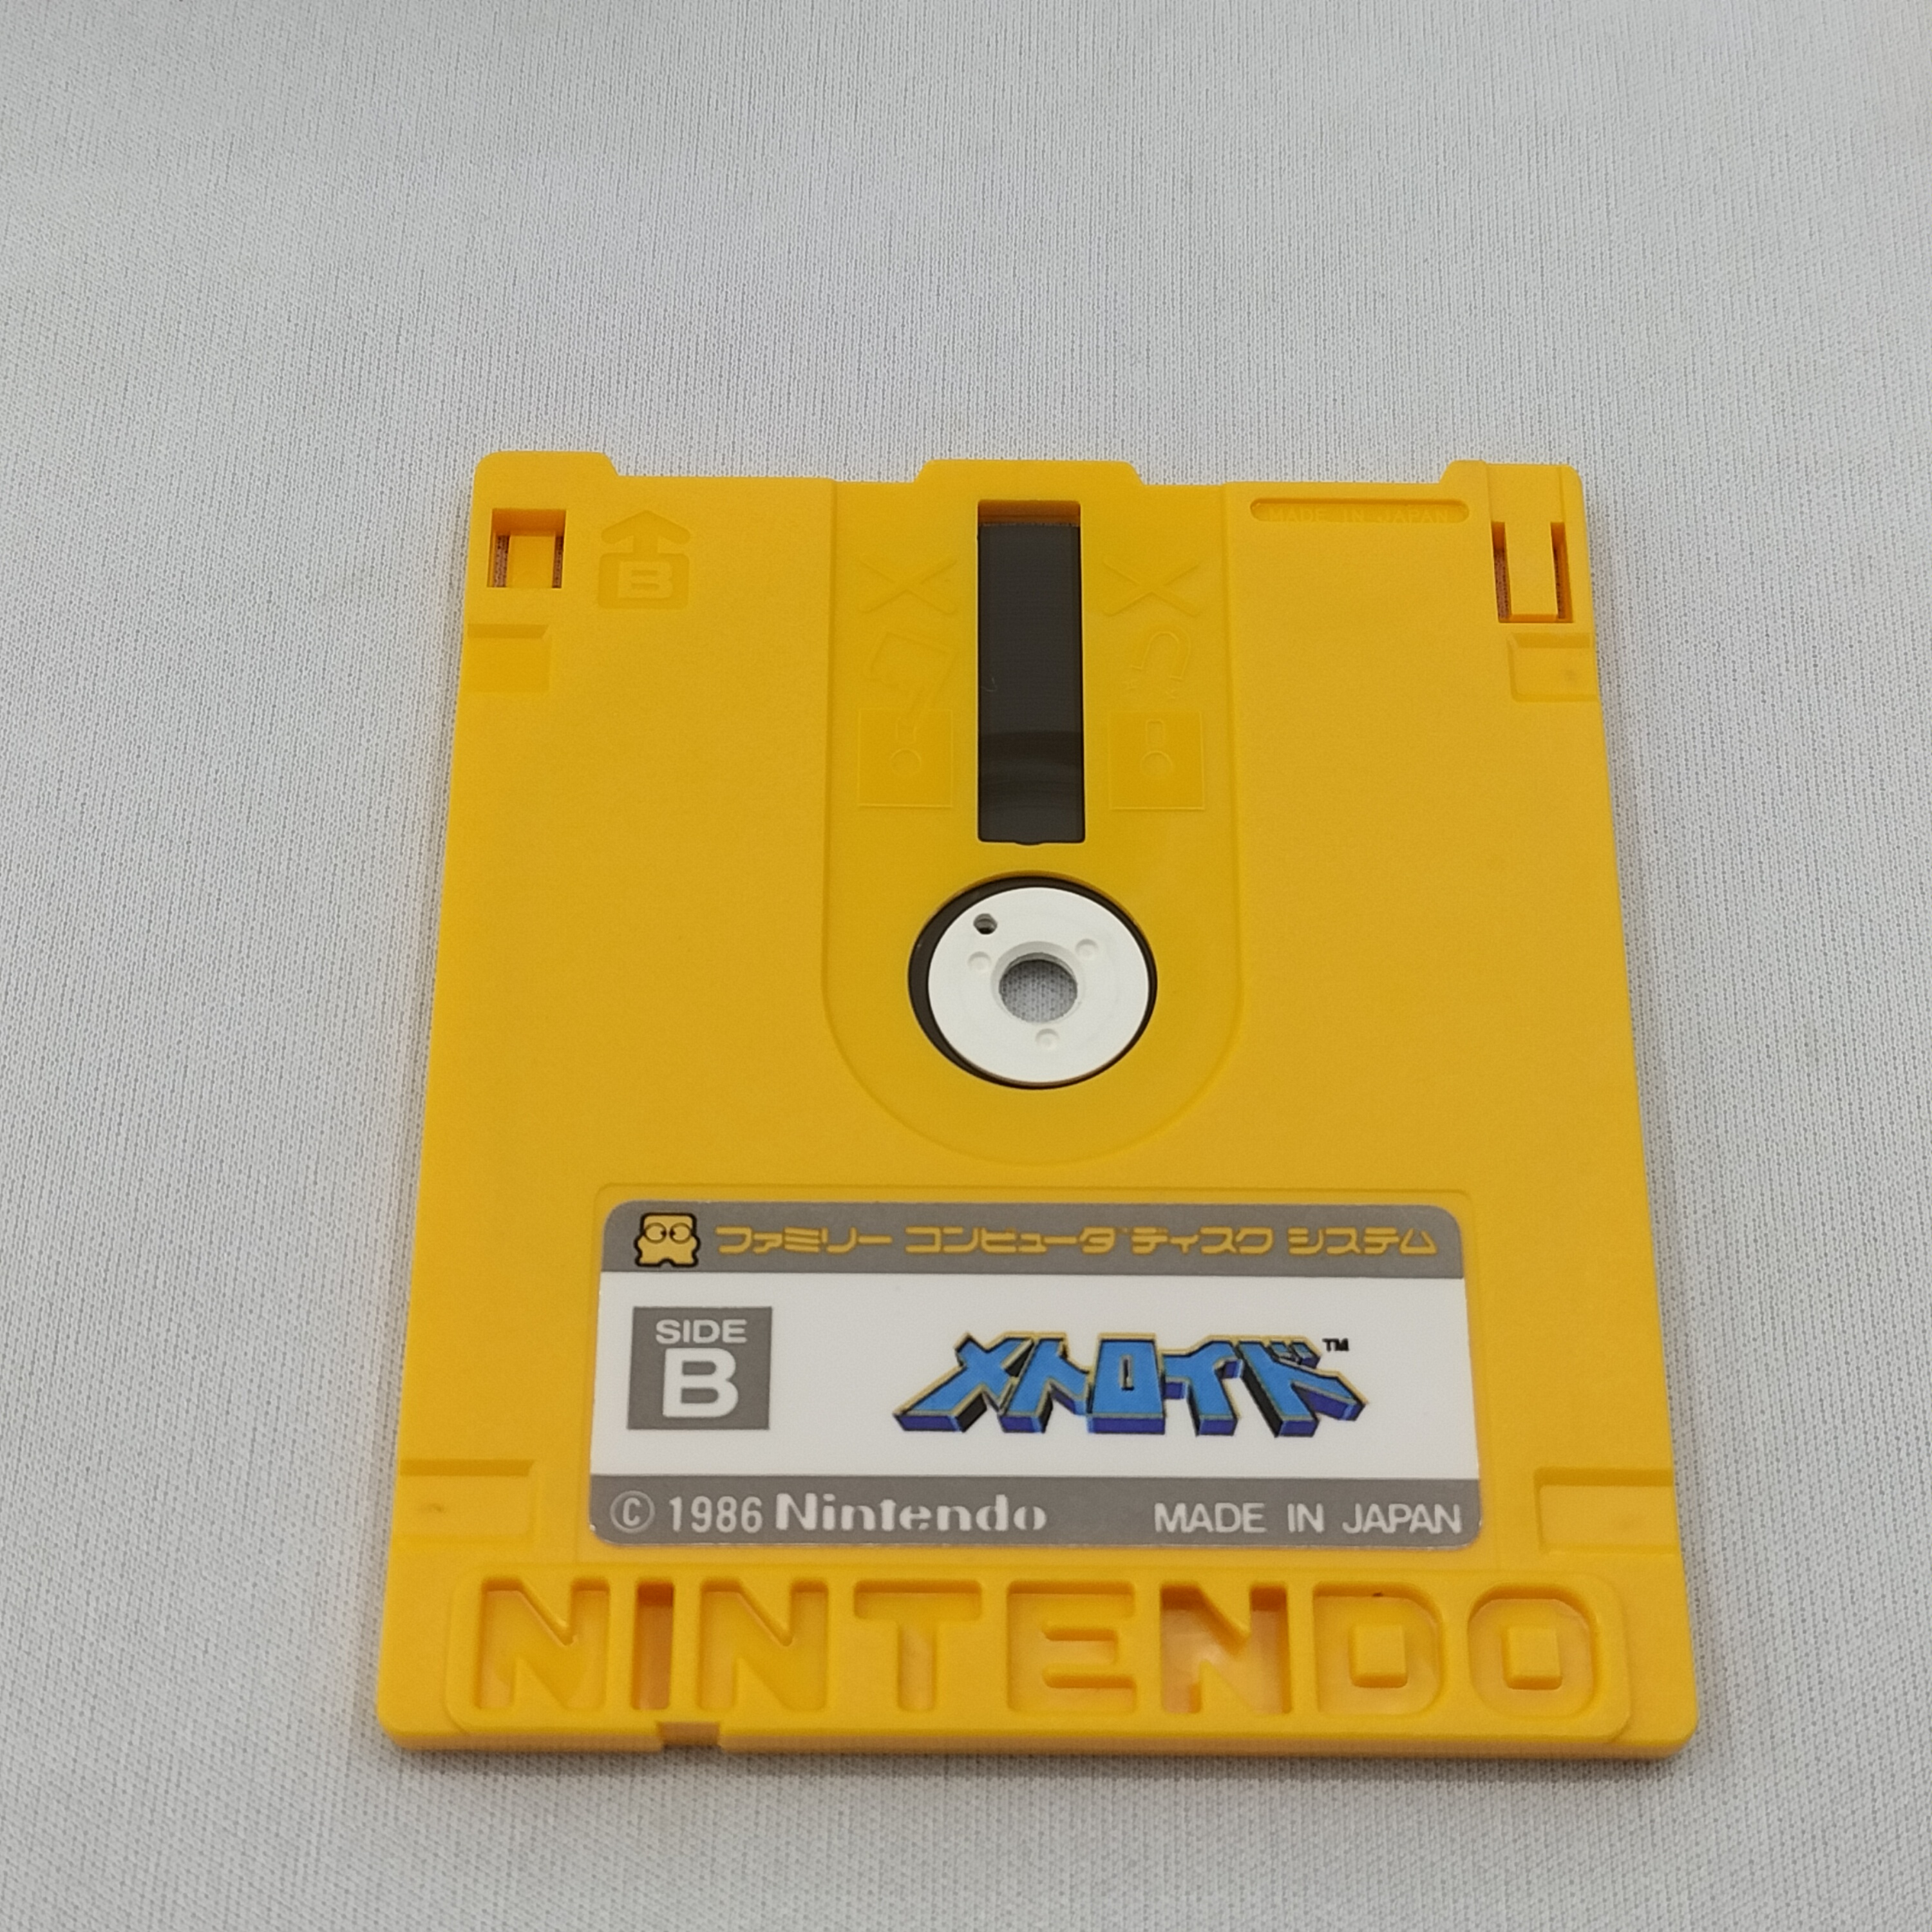 B
MADE IN JAPAN
ファミリー コンピュータ ディスク システム
SIDE
B
メトロイド™
© 1986 Nintendo MADE IN JAPAN
NINTENDO